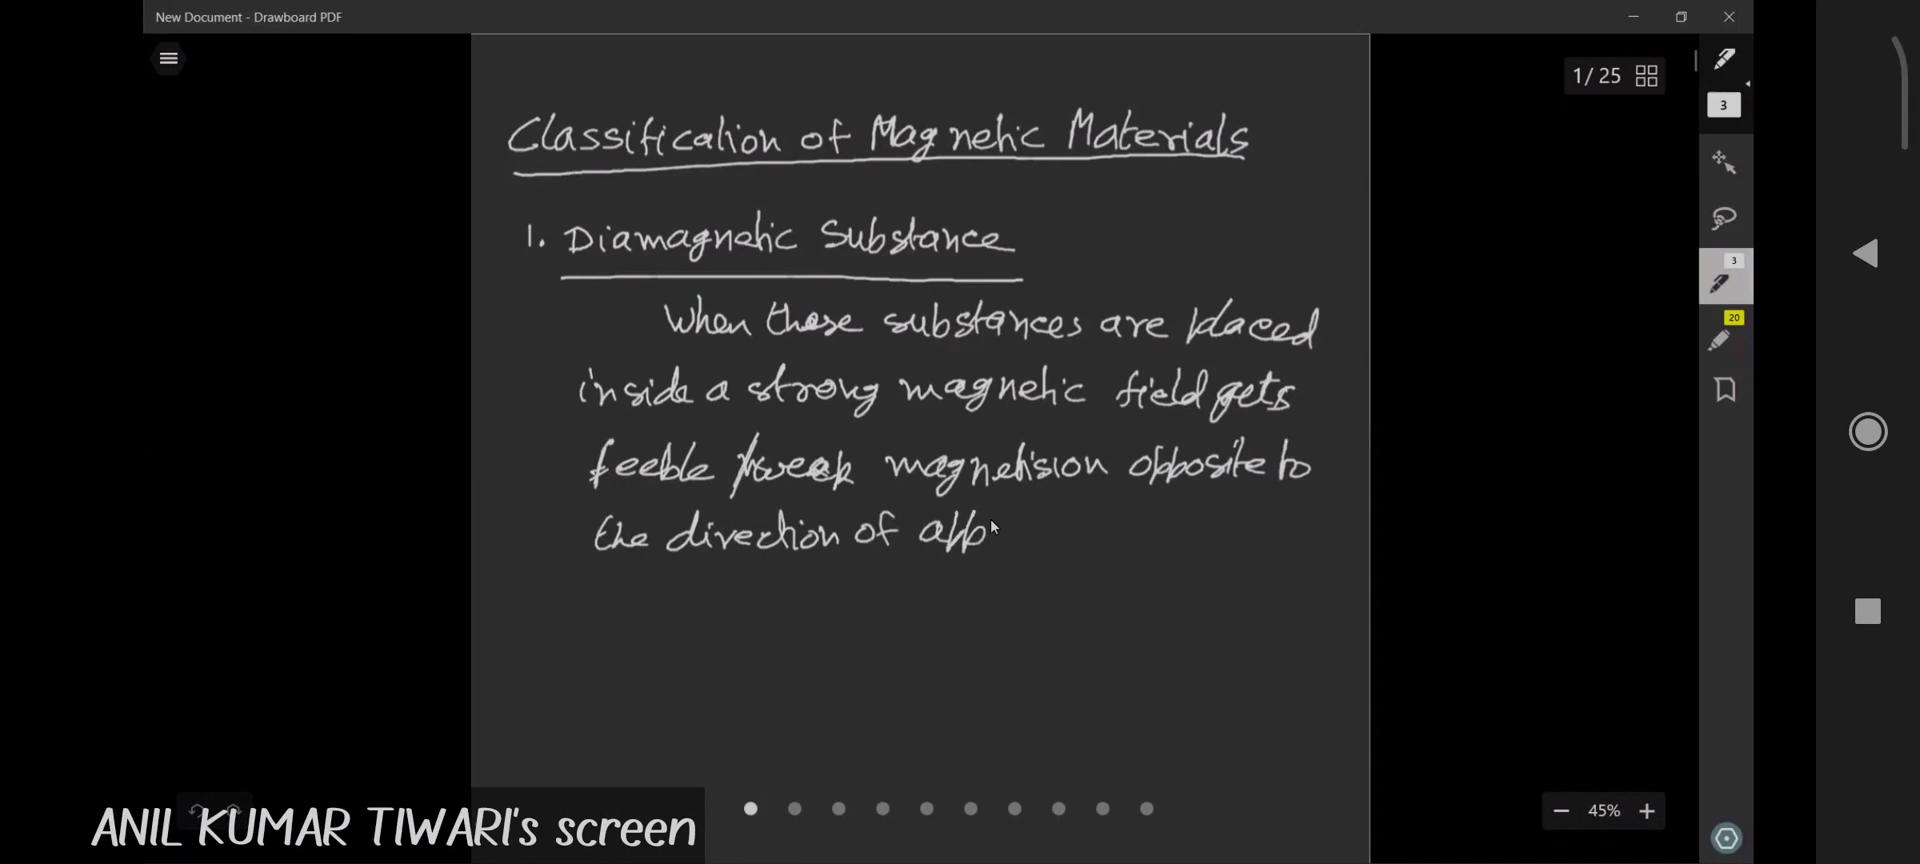 New Document - Drawboard PDF
1 / 25
3
Classification of Magnetic Materials
1. Diamagnetic Substance
When these substances are placed
inside a strong magnetic field gets
feeble / weak magnetision opposite to
the direction of app
3
20
ANIL KUMAR TIWARI's screen
45%